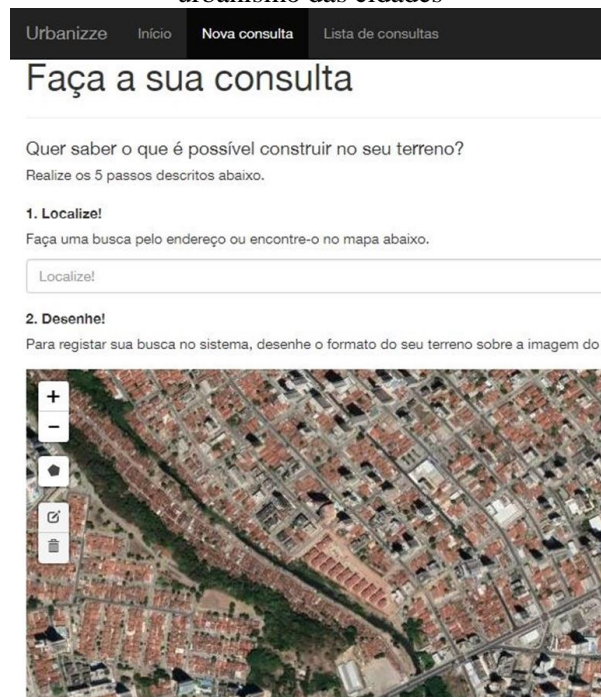 urbanismo das cidades
Urbanizze Início Nova consulta Lista de consultas
Faça a sua consulta
Quer saber o que é possível construir no seu terreno?
Realize os 5 passos descritos abaixo.
1. Localize!
Faça uma busca pelo endereço ou encontre-o no mapa abaixo.
Localize!
2. Desenhe!
Para registar sua busca no sistema, desenhe o formato do seu terreno sobre a imagem do
+
−